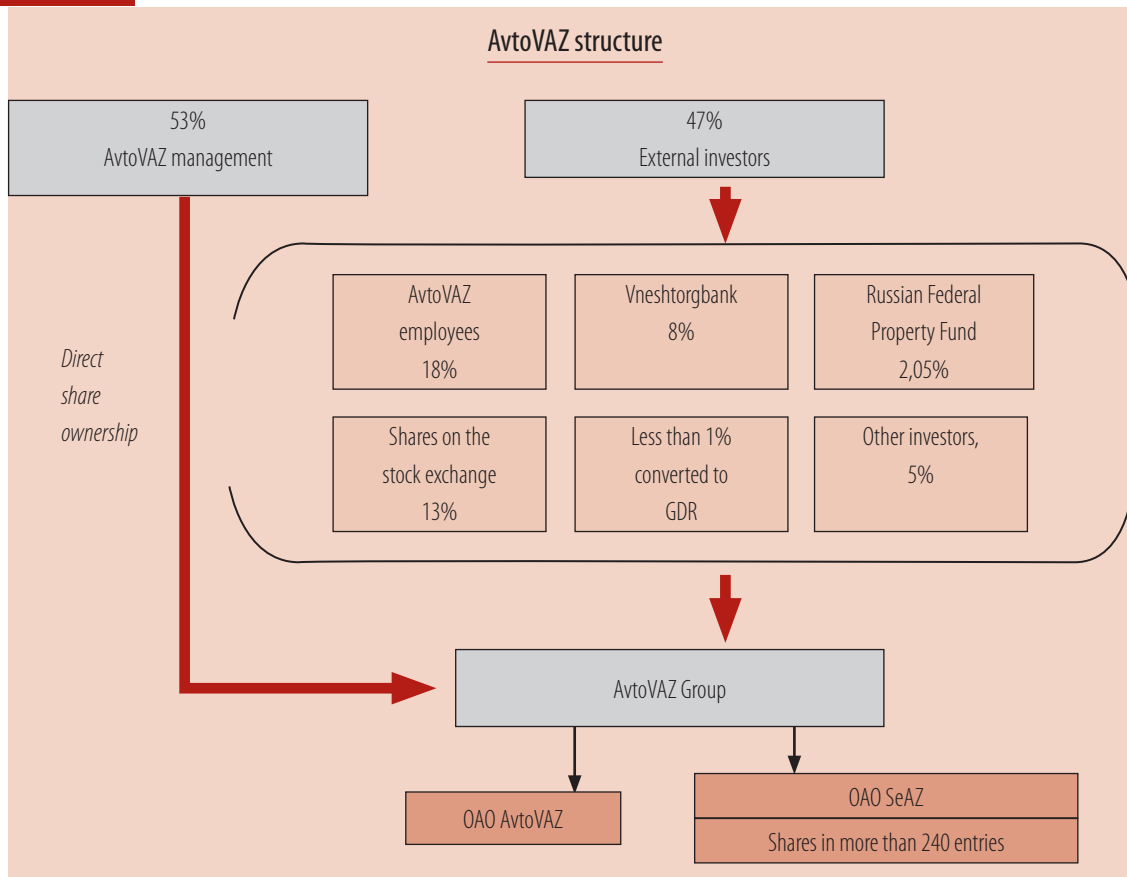 AvtoVAZ structure
53%
AvtoVAZ management
47%
External investors
Direct
share
ownership
AvtoVAZ
employees
18%
Vneshtorgbank
8%
Russian Federal
Property Fund
2,05%
Shares on the
stock exchange
13%
Less than 1%
converted to
GDR
Other investors,
5%
AvtoVAZ Group
OAO AvtoVAZ
OAO SeAZ
Shares in more than 240 entries